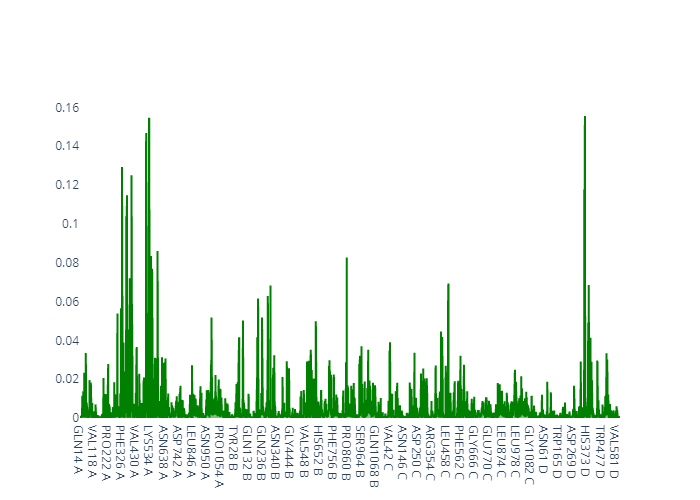 0.16
0.14
0.12
0.1
0.08
0.06
0.04
0.02
0
GLN14 A
VAL118 A
PRO222 A
PHE326 A
VAL430 A
LYS534 A
ASN638 A
ASP742 A
LEU846 A
ASN950 A
PRO1054 A
TYR28 B
GLN132 B
GLN236 B
ASN340 B
GLY444 B
VAL548 B
HIS652 B
PHE756 B
PRO860 B
SER964 B
GLN1068 B
VAL42 C
ASN146 C
ASP250 C
ARG354 C
LEU458 C
PHE562 C
GLY666 C
GLU770 C
LEU874 C
LEU978 C
GLY1082 C
ASN61 D
TRP165 D
ASP269 D
HIS373 D
TRP477 D
VAL581 D